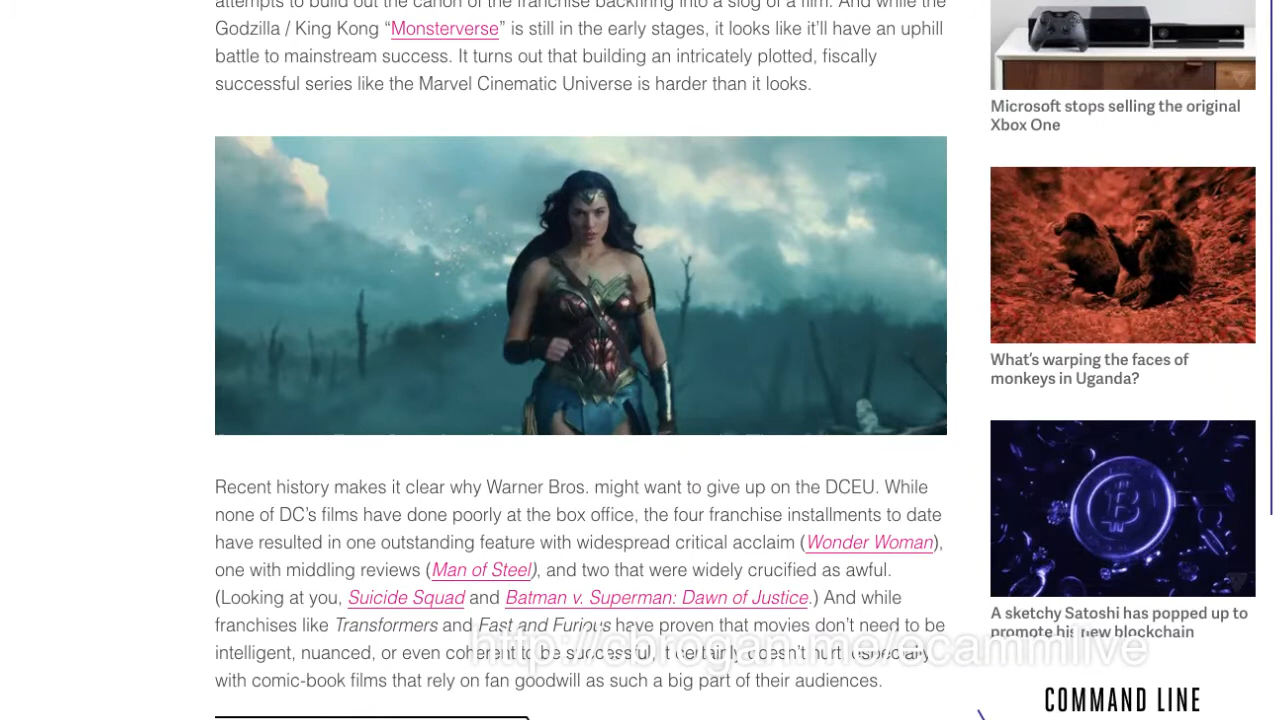 attempts to build out the canon of the franchise backfiring into a slog of a film. And while the
Godzilla / King Kong “Monsterverse” is still in the early stages, it looks like it’ll have an uphill
battle to mainstream success. It turns out that building an intricately plotted, fiscally
successful series like the Marvel Cinematic Universe is harder than it looks.
Recent history makes it clear why Warner Bros. might want to give up on the DCEU. While
none of DC’s films have done poorly at the box office, the four franchise installments to date
have resulted in one outstanding feature with widespread critical acclaim (Wonder Woman),
one with middling reviews (Man of Steel), and two that were widely crucified as awful.
(Looking at you, Suicide Squad and Batman v. Superman: Dawn of Justice.) And while
franchises like Transformers and Fast and Furious have proven that movies don’t need to be
intelligent, nuanced, or even coherent to be successful, it certainly doesn’t hurt, especially
with comic-book films that rely on fan goodwill as such a big part of their audiences.
Microsoft stops selling the original
Xbox One
What’s warping the faces of
monkeys in Uganda?
A sketchy Satoshi has popped up to
promote his new blockchain
COMMAND LINE
http://cbrogan.me/ecammlive